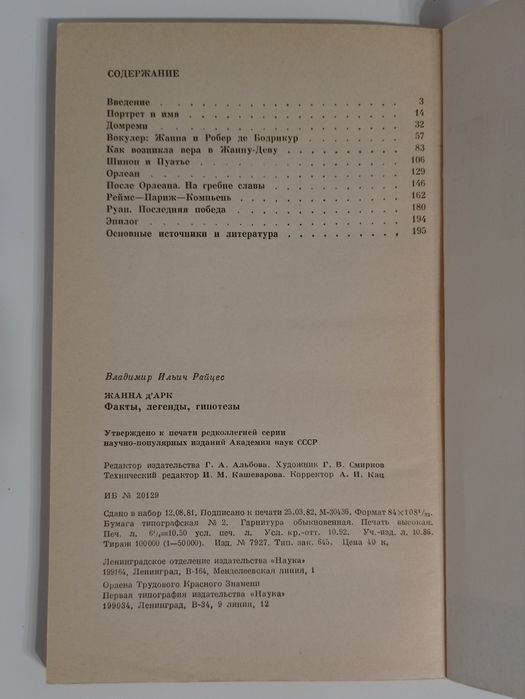 СОДЕРЖАНИЕ
Введение . . . . . . . . . . . . . . . . . . 3
Портрет и имя . . . . . . . . . . . . . . . . 14
Домреми . . . . . . . . . . . . . . . . . . 32
Вокулер: Жанна и Робер де Бодрикур . . . . . . . 57
Как возникла вера в Жанну-Деву . . . . . . . . . 83
Шинон и Пуатье . . . . . . . . . . . . . . . 106
Орлеан . . . . . . . . . . . . . . . . . . 129
После Орлеана. На гребне славы . . . . . . . . . 146
Реймс—Париж—Компьень . . . . . . . . . . . . 162
Руан. Последняя победа . . . . . . . . . . . . 180
Эпилог . . . . . . . . . . . . . . . . . . 194
Основные источники и литература . . . . . . . . 195
Владимир Ильич Райцес
ЖАННА д'АРК
Факты, легенды, гипотезы
Утверждено к печати редколлегией серии
научно-популярных изданий Академии наук СССР
Редактор издательства Г. А. Альбова. Художник Г. В. Смирнов
Технический редактор И. М. Кашеварова. Корректор А. И. Кац
ИБ № 20129
Сдано в набор 12.08.81. Подписано к печати 25.03.82. М-30436. Формат 84×108¹/₃₂.
Бумага типографская № 2. Гарнитура обыкновенная. Печать высокая.
Печ. л. 6¹/₄=10.50 усл. печ. л. Усл. кр.-отт. 10.92. Уч.-изд. л. 10.86.
Тираж 100000 (1—50000). Изд. № 7927. Тип. зак. 645. Цена 40 к.
Ленинградское отделение издательства «Наука»
199164, Ленинград, В-164, Менделеевская линия, 1
Ордена Трудового Красного Знамени
Первая типография издательства «Наука»
199034, Ленинград, В-34, 9 линия, 12